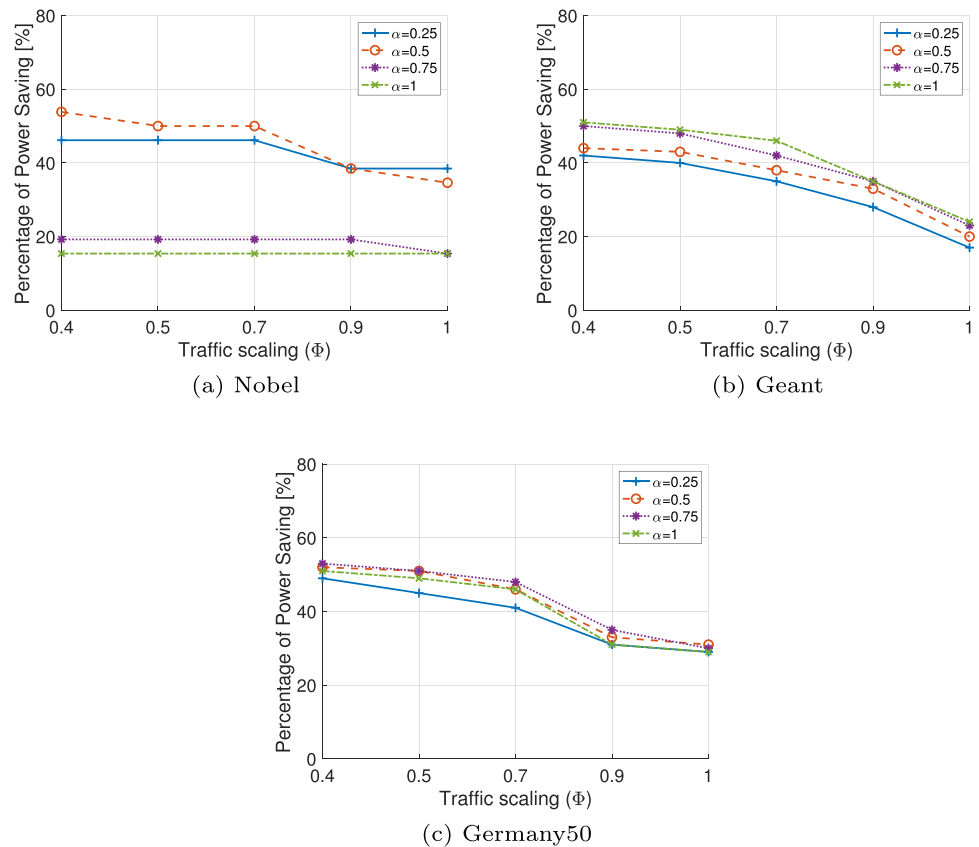 Percentage of Power Saving [%]
80
60
40
20
0
0.4 0.5 0.7 0.9 1
Traffic scaling (Φ)
α=0.25
α=0.5
α=0.75
α=1
(a) Nobel
Percentage of Power Saving [%]
80
60
40
20
0
0.4 0.5 0.7 0.9 1
Traffic scaling (Φ)
α=0.25
α=0.5
α=0.75
α=1
(b) Geant
Percentage of Power Saving [%]
80
60
40
20
0
0.4 0.5 0.7 0.9 1
Traffic scaling (Φ)
α=0.25
α=0.5
α=0.75
α=1
(c) Germany50